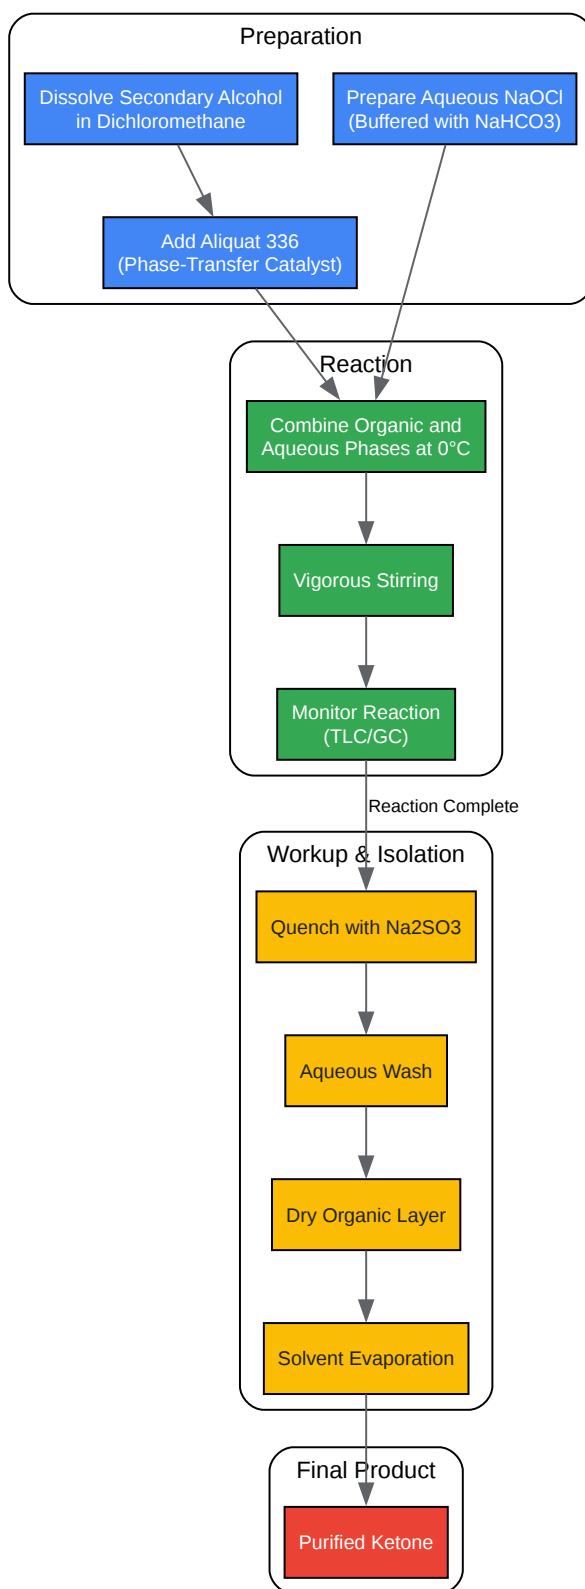 Preparation
Dissolve Secondary Alcohol
in Dichloromethane
Prepare Aqueous NaOCl
(Buffered with NaHCO3)
Add Aliquat 336
(Phase-Transfer Catalyst)
Reaction
Combine Organic and
Aqueous Phases at 0°C
Vigorous Stirring
Monitor Reaction
(TLC/GC)
Reaction Complete
Workup & Isolation
Quench with Na2SO3
Aqueous Wash
Dry Organic Layer
Solvent Evaporation
Final Product
Purified Ketone